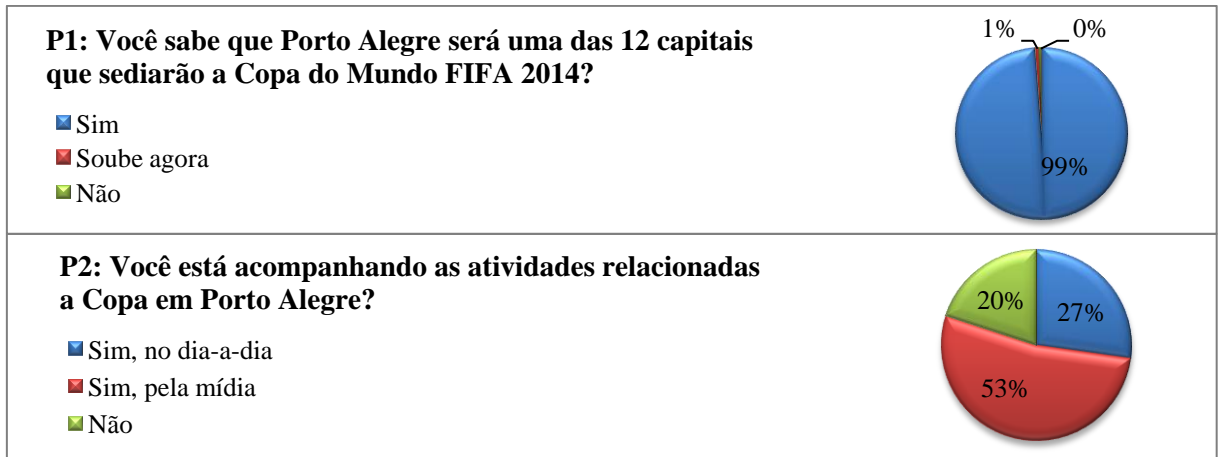 P1: Você sabe que Porto Alegre será uma das 12 capitais
que sediarão a Copa do Mundo FIFA 2014?
Sim
Soube agora
Não
1%
0%
99%
P2: Você está acompanhando as atividades relacionadas
a Copa em Porto Alegre?
Sim, no dia-a-dia
Sim, pela mídia
Não
20%
27%
53%